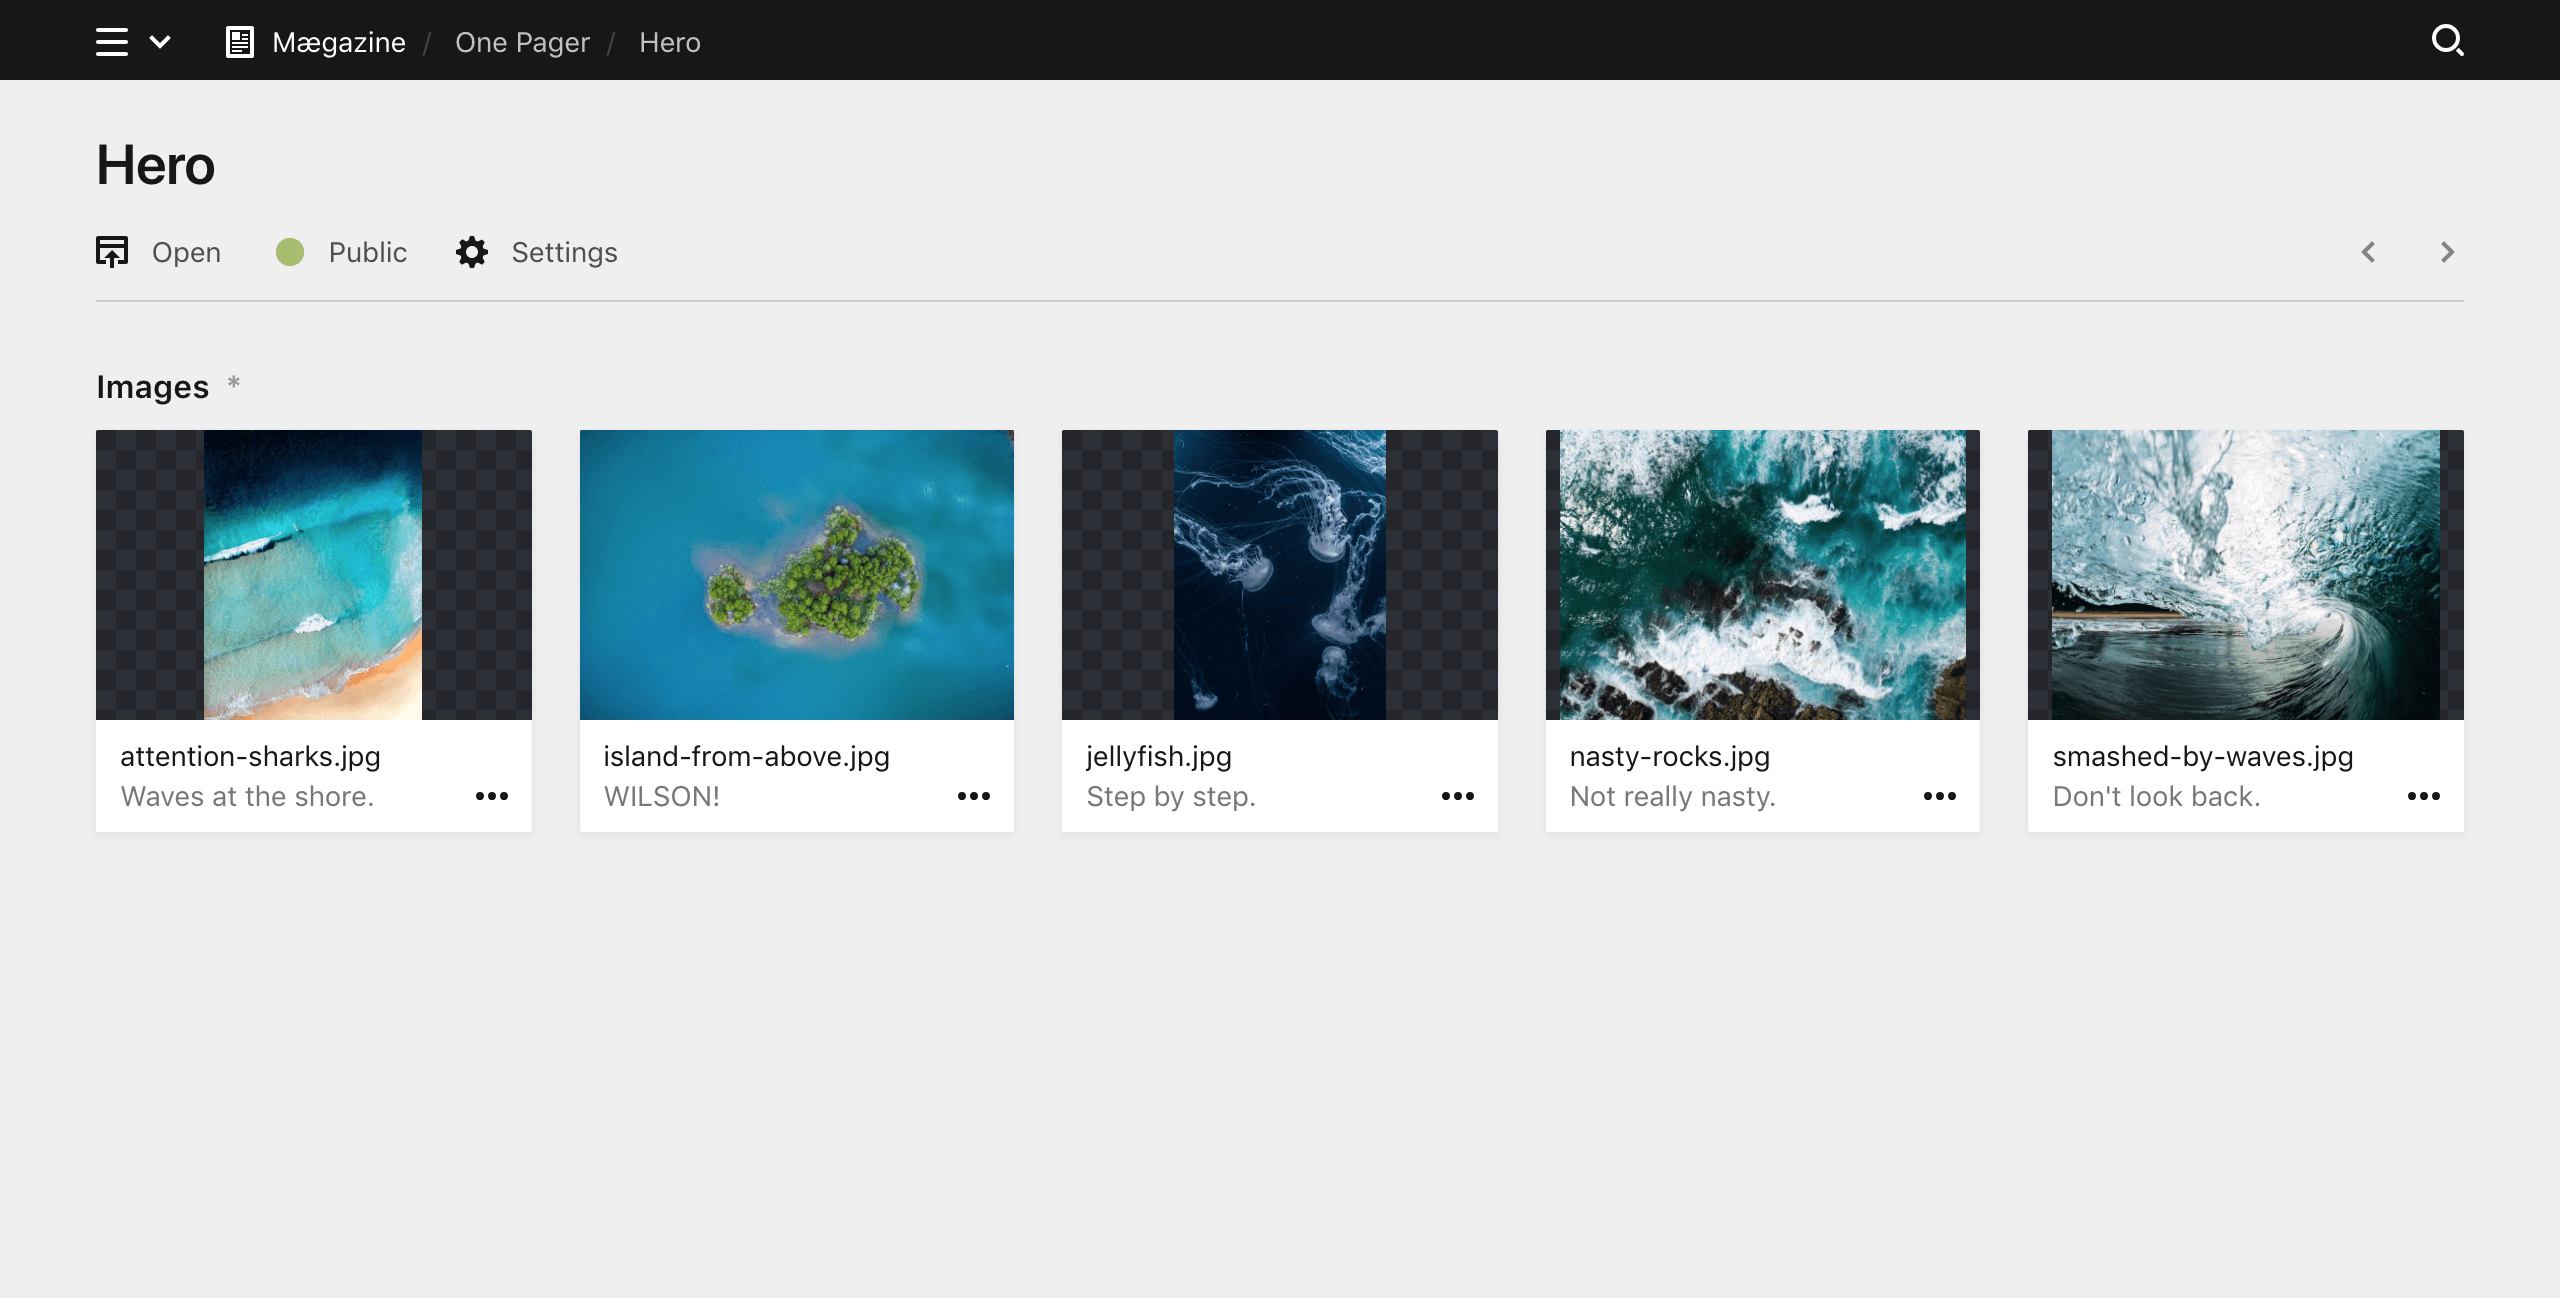 Mægazine / One Pager / Hero
Hero
Open Public Settings
Images *
attention-sharks.jpg
Waves at the shore.
island-from-above.jpg
WILSON!
jellyfish.jpg
Step by step.
nasty-rocks.jpg
Not really nasty.
smashed-by-waves.jpg
Don't look back.